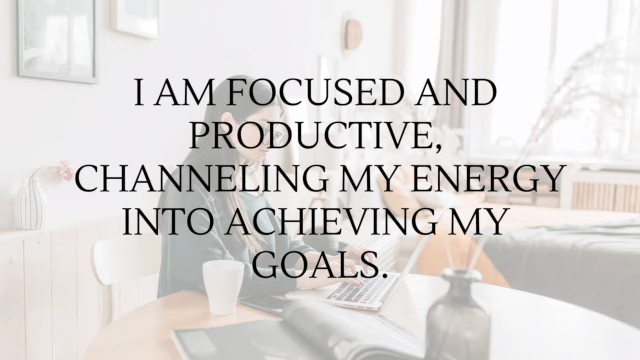 I AM FOCUSED AND
PRODUCTIVE,
CHANNELING MY ENERGY
INTO ACHIEVING MY
GOALS.